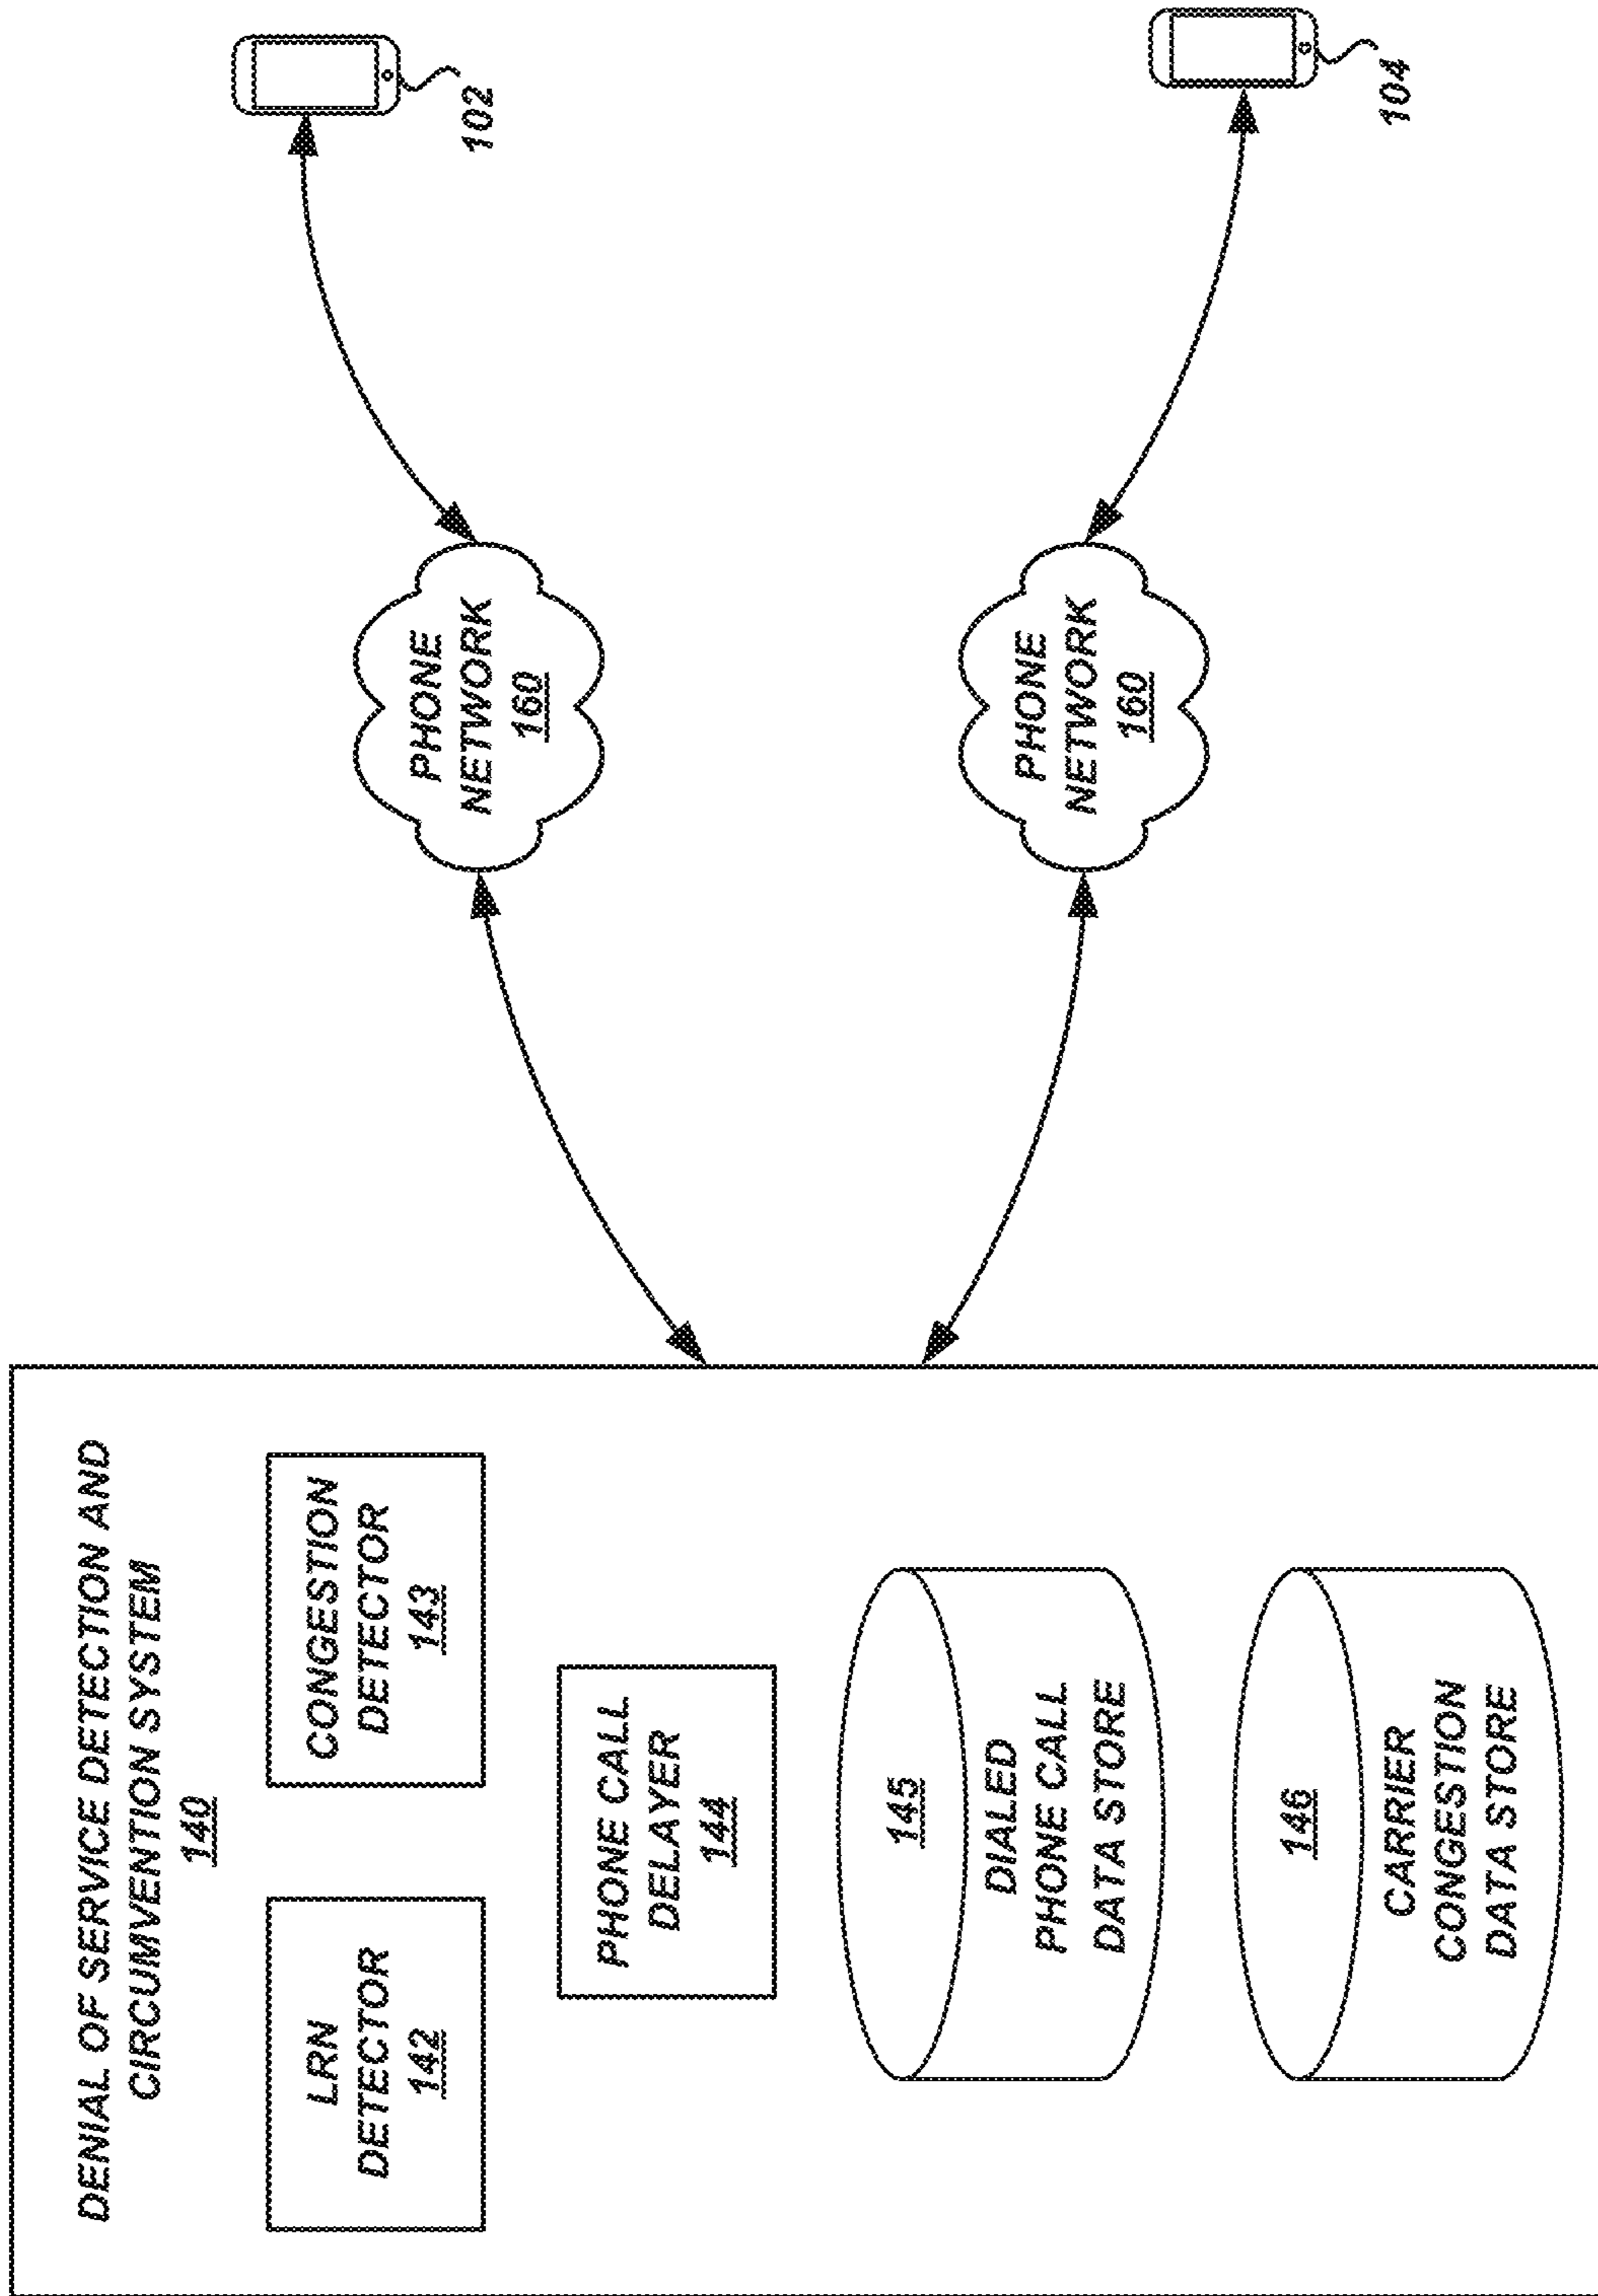 DENIAL OF SERVICE DETECTION AND
CIRCUMVENTION SYSTEM
140
LRN
DETECTOR
142
CONGESTION
DETECTOR
143
PHONE CALL
DELAYER
144
145
DIALED
PHONE CALL
DATA STORE
146
CARRIER
CONGESTION
DATA STORE
PHONE
NETWORK
160
PHONE
NETWORK
160
102
104